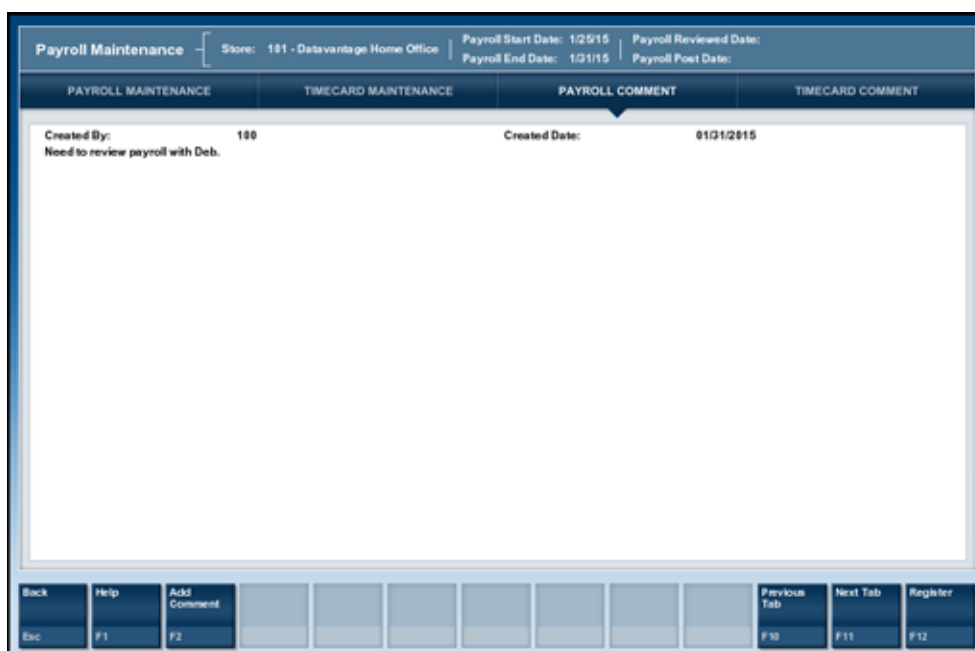 Payroll Maintenance
Store: 101 - Datavantage Home Office
Payroll Start Date: 1/25/15
Payroll End Date: 1/31/15
Payroll Reviewed Date:
Payroll Post Date:
PAYROLL MAINTENANCE TIMECARD MAINTENANCE PAYROLL COMMENT TIMECARD COMMENT
Created By: 100 Created Date: 01/31/2015
Need to review payroll with Deb.
Back Help Add Comment Previous Tab Next Tab Register
Esc F1 F2 F10 F11 F12